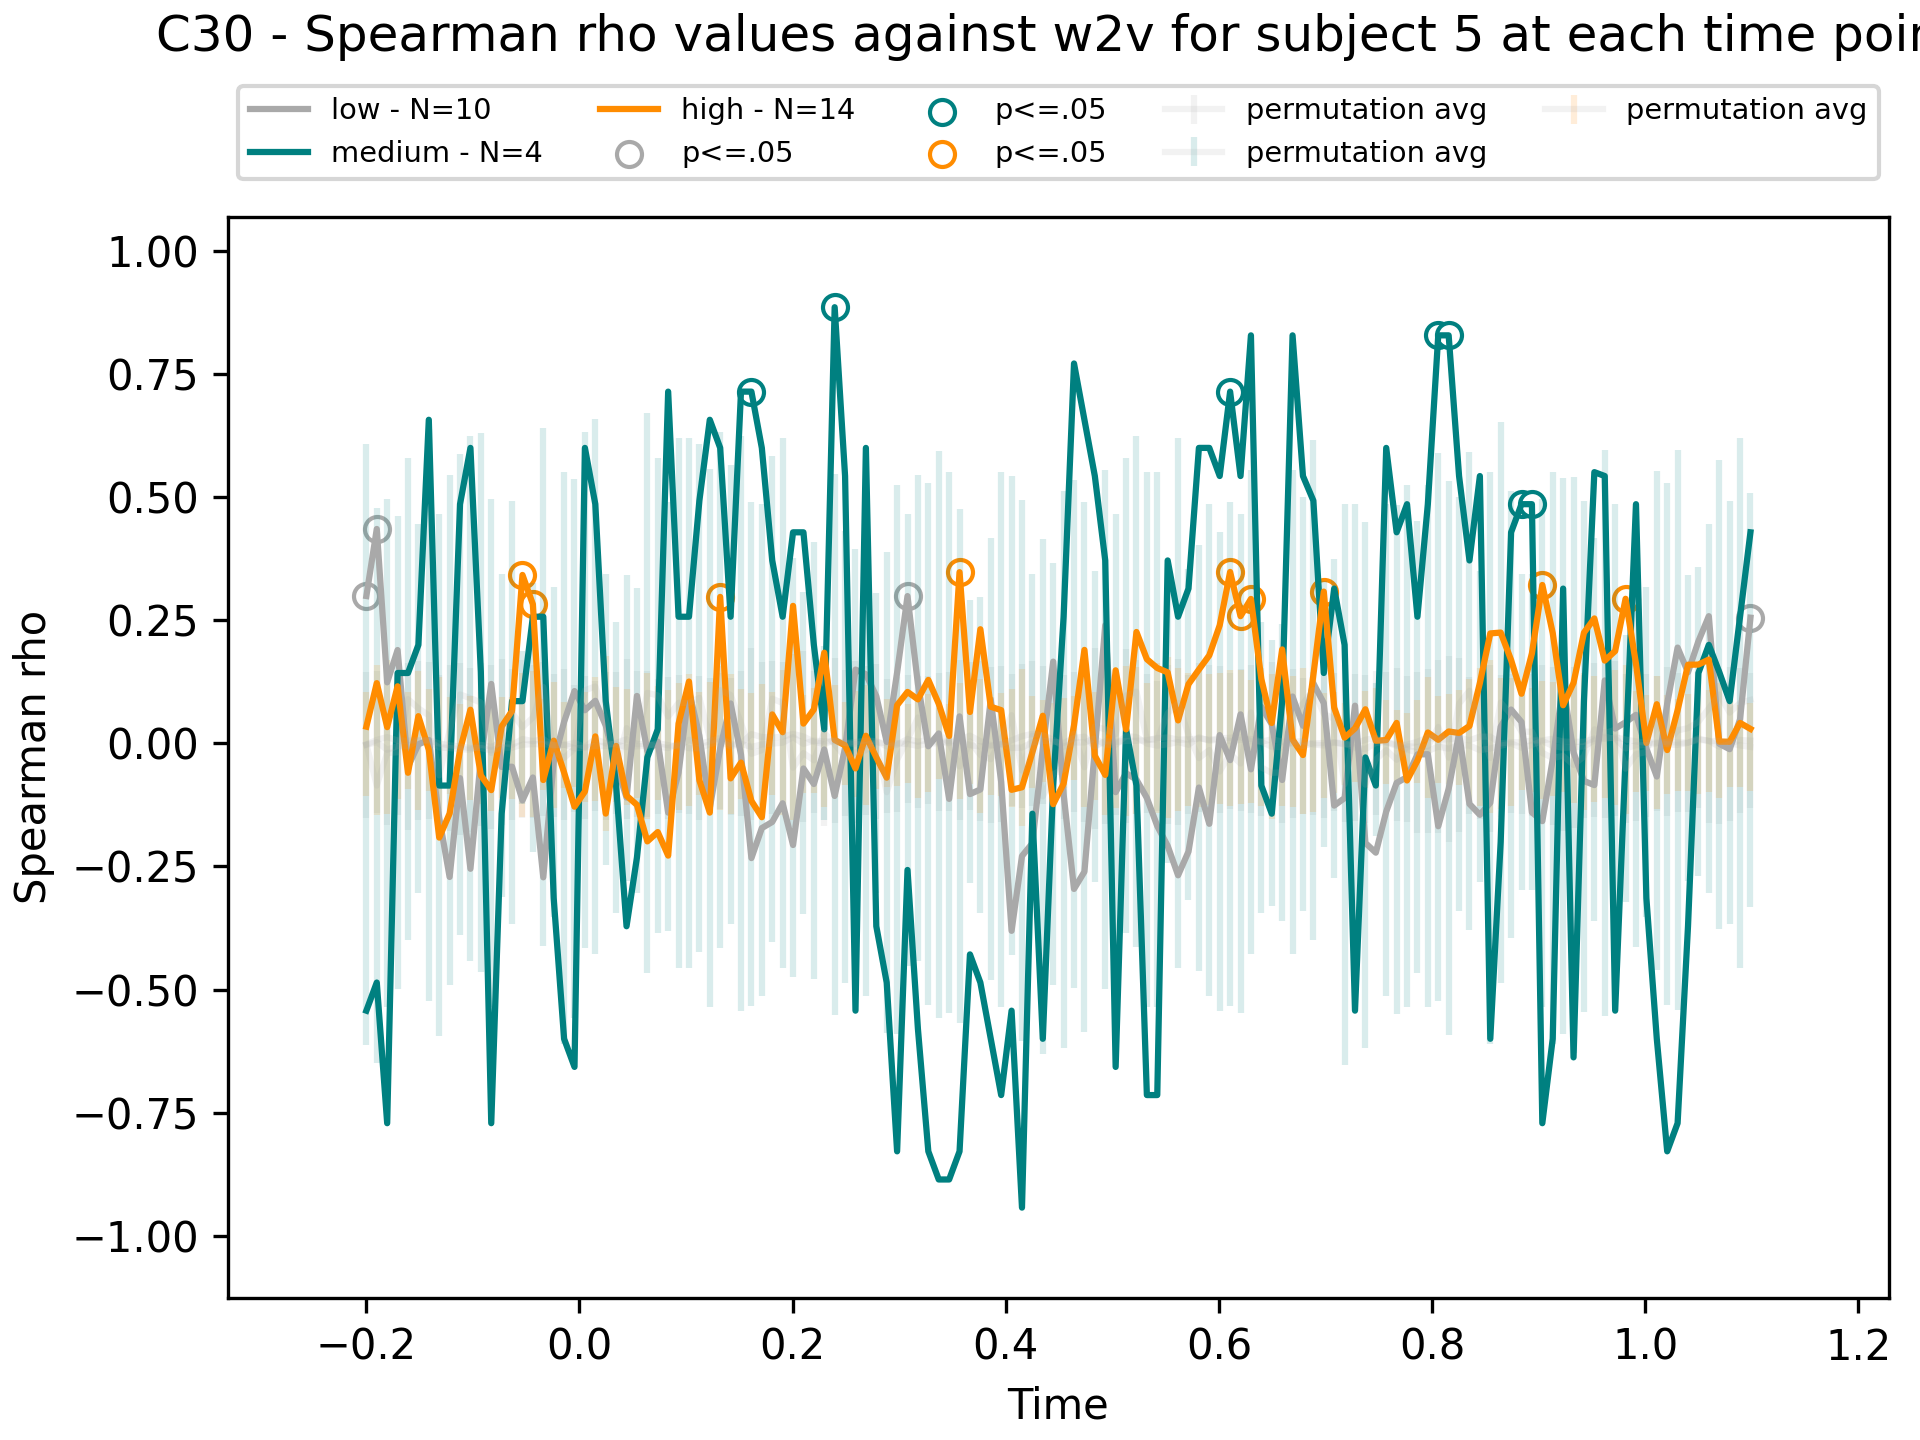 C30 - Spearman rho values against w2v for subject 5 at each time poin
low - N=10
medium - N=4
high - N=14
p<=.05
p<=.05
p<=.05
permutation avg
permutation avg
permutation avg
1.00
0.75
0.50
0.25
0.00
−0.25
−0.50
−0.75
−1.00
Spearman rho
−0.2 0.0 0.2 0.4 0.6 0.8 1.0 1.2
Time